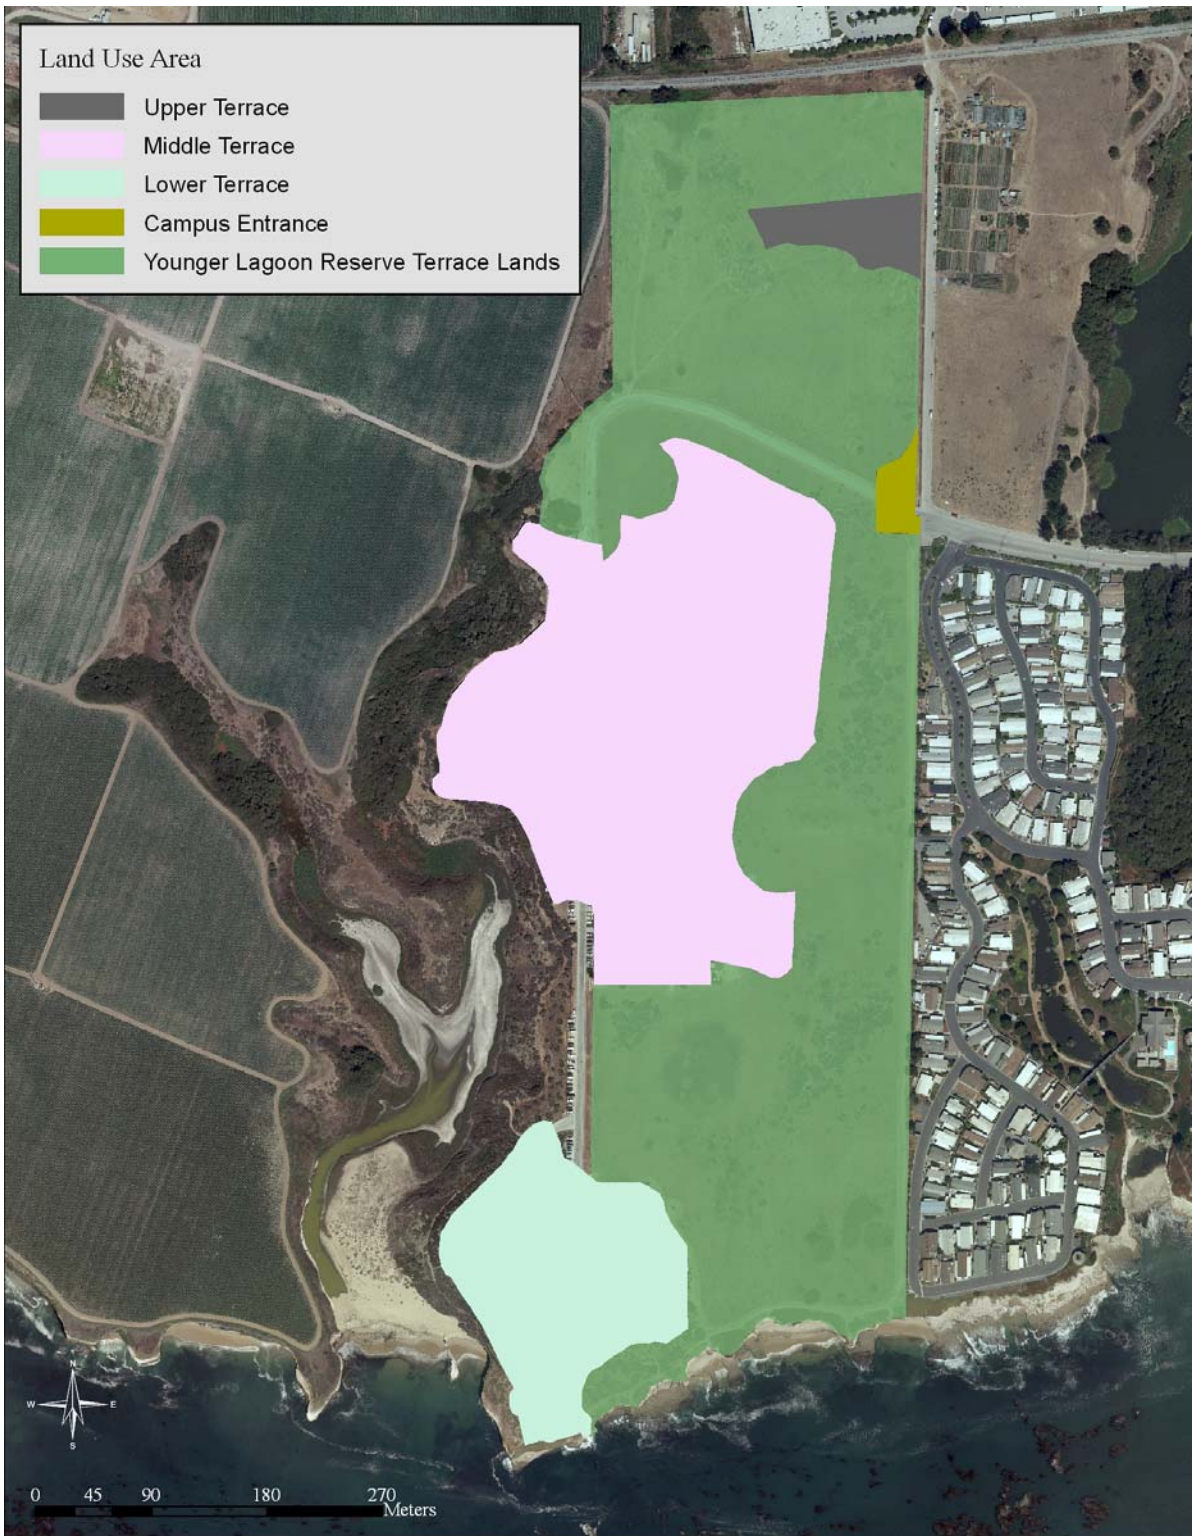 Land Use Area
Upper Terrace
Middle Terrace
Lower Terrace
Campus Entrance
Younger Lagoon Reserve Terrace Lands
N
W E
S
0 45 90 180 270
Meters